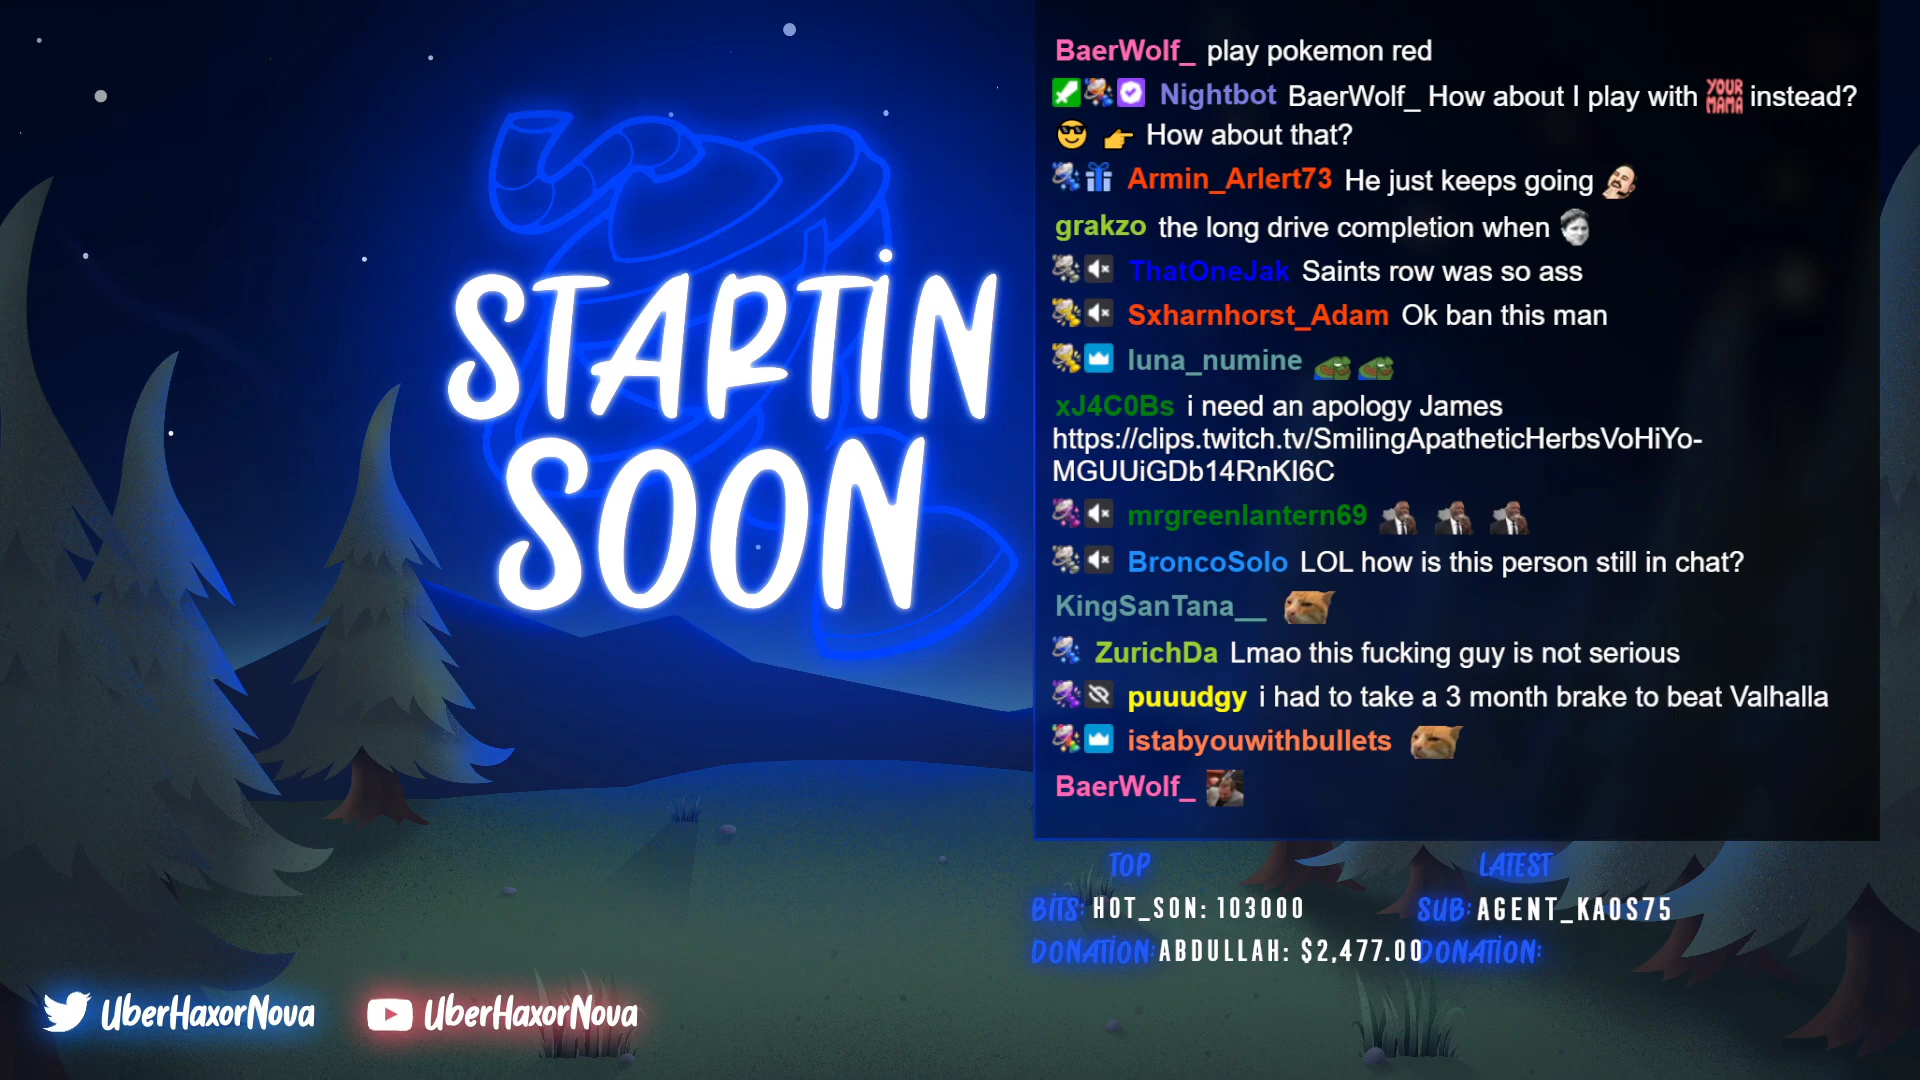 STARTIN
SOON
BaerWolf_ play pokemon red
Nightbot BaerWolf_ How about I play with YOUR MAMA instead?
How about that?
Armin_Arlert73 He just keeps going
grakzo the long drive completion when
ThatOneJak Saints row was so ass
Sxharnhorst_Adam Ok ban this man
luna_numine
xJ4C0Bs i need an apology James
https://clips.twitch.tv/SmilingApatheticHerbsVoHiYo-
MGUUiGDb14RnKI6C
mrgreenlantern69
BroncoSolo LOL how is this person still in chat?
KingSanTana__
ZurichDa Lmao this fucking guy is not serious
puuudgy i had to take a 3 month brake to beat Valhalla
istabyouwithbullets
BaerWolf_
TOP
BITS: HOT_SON: 103000
DONATION: ABDULLAH: $2,477.00
LATEST
SUB: AGENT_KAOS75
DONATION:
UberHaxorNova
UberHaxorNova